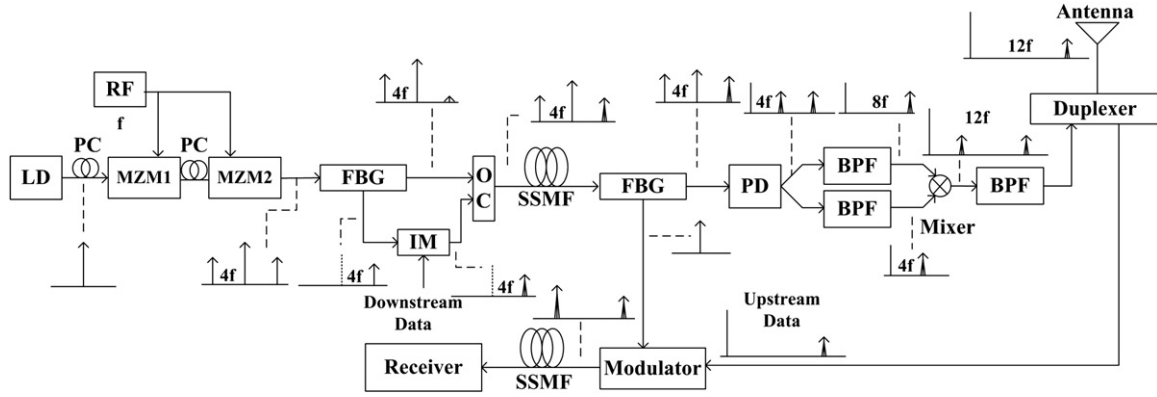 Antenna
12f
RF
f
4f
4f
4f
4f
8f
12f
Duplexer
PC
PC
LD
MZM1
MZM2
FBG
O
C
SSMF
FBG
PD
BPF
BPF
BPF
Mixer
IM
4f
4f
4f
4f
Downstream
Data
Upstream
Data
Receiver
SSMF
Modulator